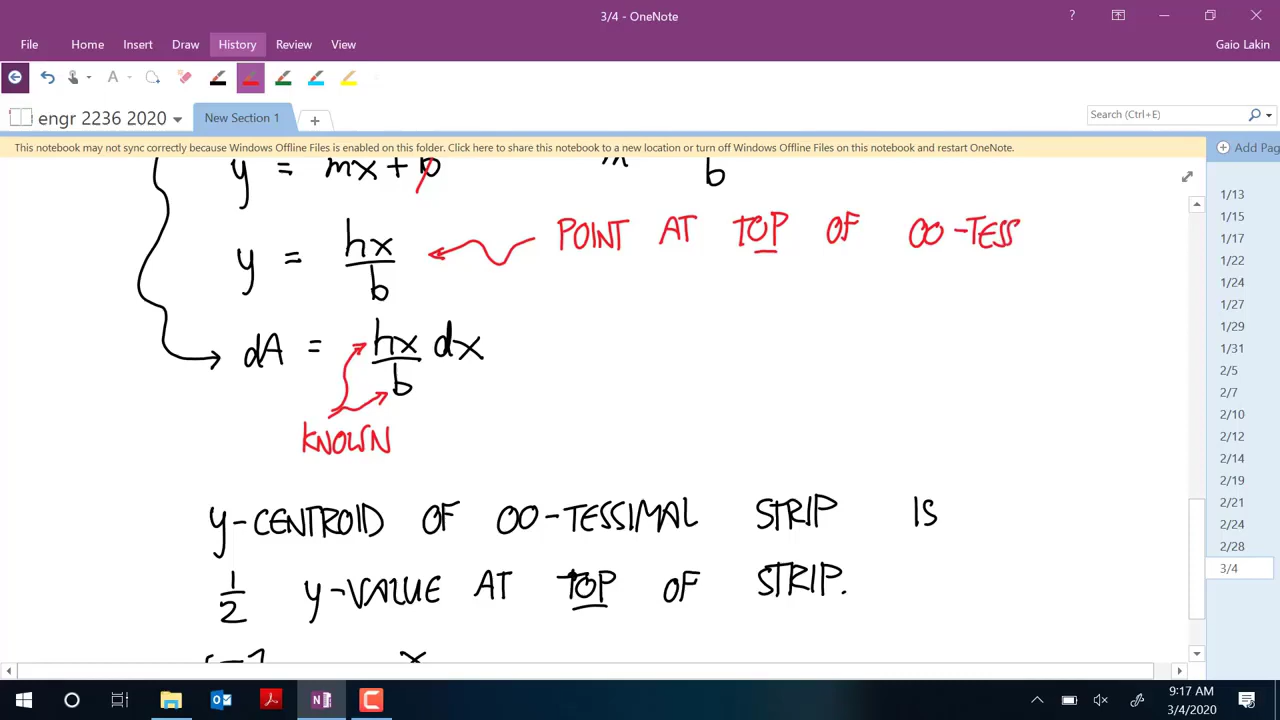 3/4 - OneNote
?
File Home Insert Draw History Review View
Gaio Lakin
A
engr 2236 2020
New Section 1
+
Search (Ctrl+E)
This notebook may not sync correctly because Windows Offline Files is enabled on this folder. Click here to share this notebook to a new location or turn off Windows Offline Files on this notebook and restart OneNote.
Add Pag
1/13
1/15
1/17
1/22
1/24
1/27
1/29
1/31
2/5
2/7
2/10
2/12
2/14
2/19
2/21
2/24
2/28
3/4
y = mx + b
m b
y = hx/b
POINT AT TOP OF OO-TESS
dA = hx/b dx
KNOWN
y-CENTROID OF OO-TESSIMAL STRIP IS
1/2 y-VALUE AT TOP OF STRIP.
x
9:17 AM
3/4/2020